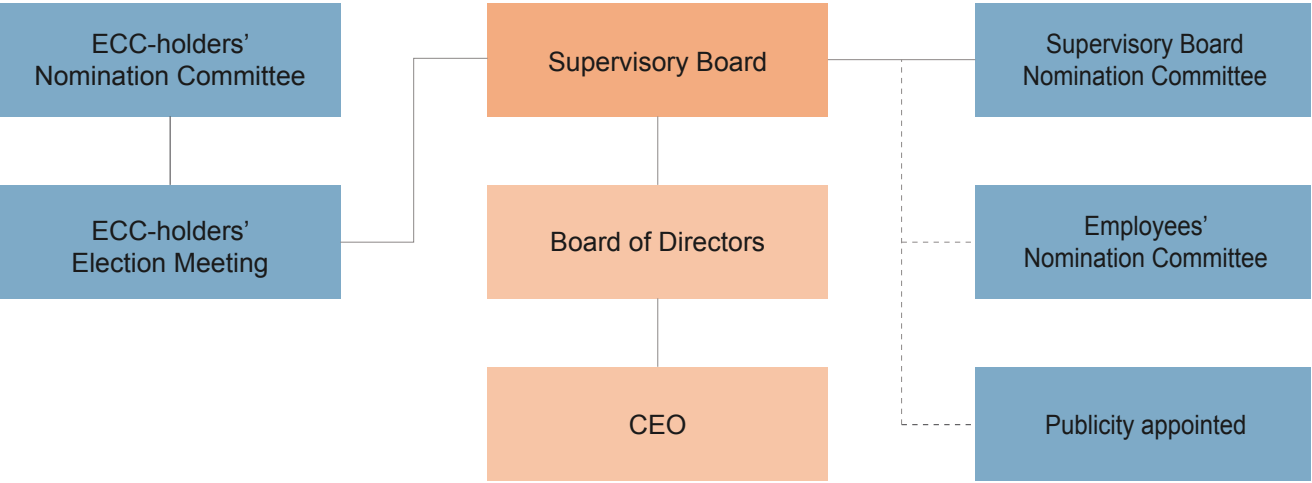 ECC-holders’
Nomination Committee
Supervisory Board
Supervisory Board
Nomination Committee
ECC-holders’
Election Meeting
Board of Directors
Employees’
Nomination Committee
CEO
Publicity appointed